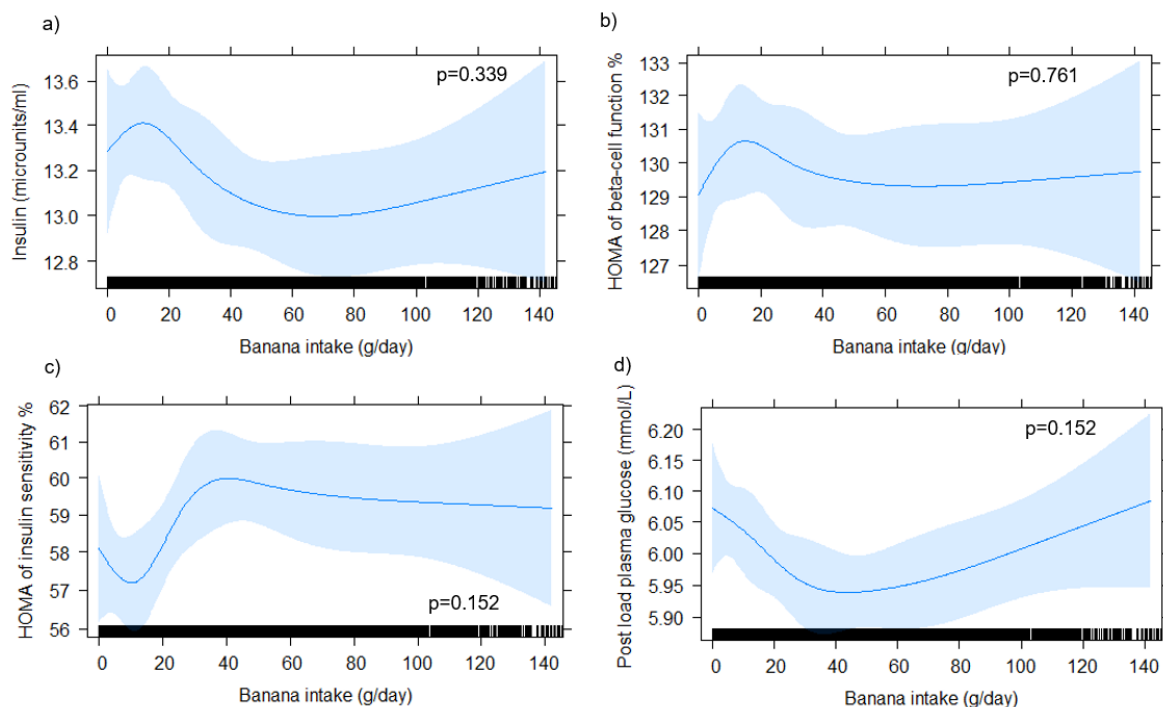 a)
p=0.339
Insulin (microunits/ml)
13.6
13.4
13.2
13.0
12.8
0 20 40 60 80 100 120 140
Banana intake (g/day)
b)
p=0.761
HOMA of beta-cell function %
133
132
131
130
129
128
127
0 20 40 60 80 100 120 140
Banana intake (g/day)
c)
HOMA of insulin sensitivity %
62
61
60
59
58
57
56
p=0.152
0 20 40 60 80 100 120 140
Banana intake (g/day)
d)
p=0.152
Post load plasma glucose (mmol/L)
6.20
6.15
6.10
6.05
6.00
5.95
5.90
0 20 40 60 80 100 120 140
Banana intake (g/day)